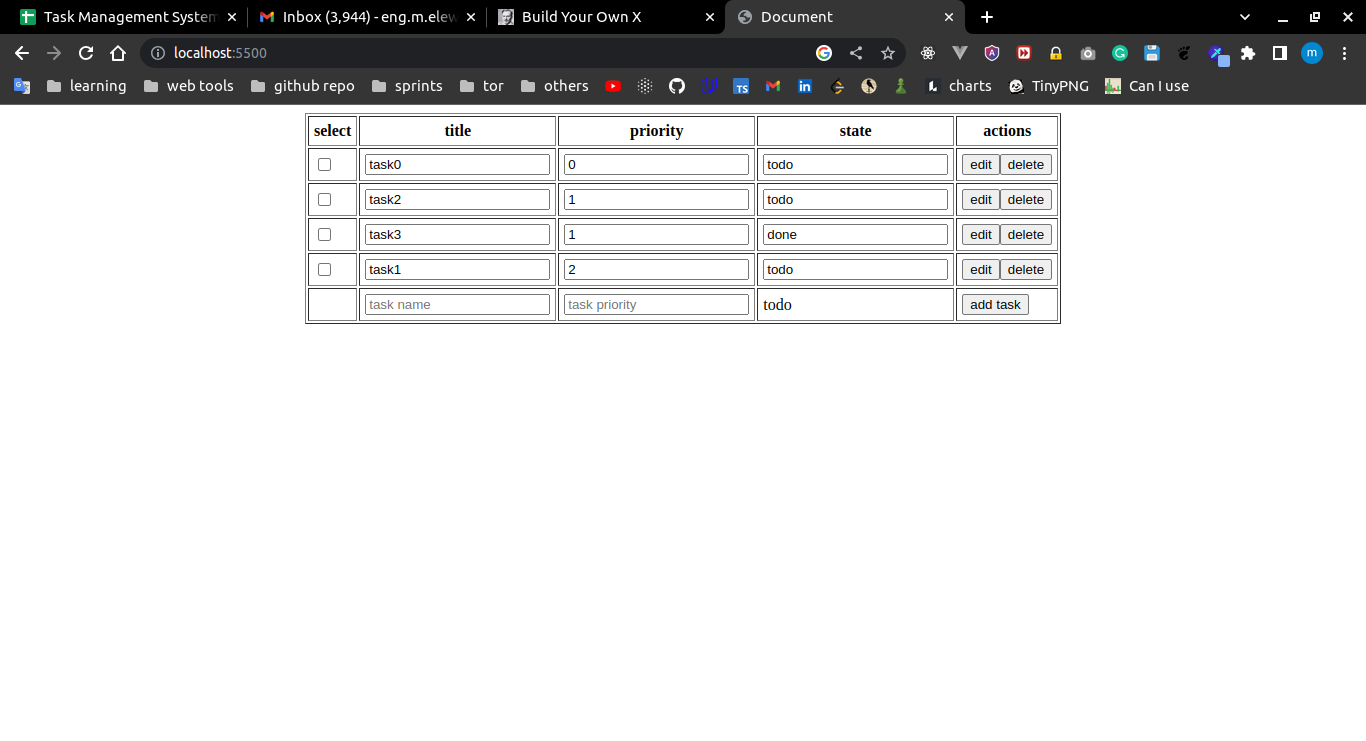 Task Management System
Inbox (3,944) - eng.m.elew
Build Your Own X
Document
localhost:5500
m
learning
web tools
github repo
sprints
tor
others
TS
in
charts
TinyPNG
Can I use
select title priority state actions
task0 0 todo edit delete
task2 1 todo edit delete
task3 1 done edit delete
task1 2 todo edit delete
task name task priority todo add task